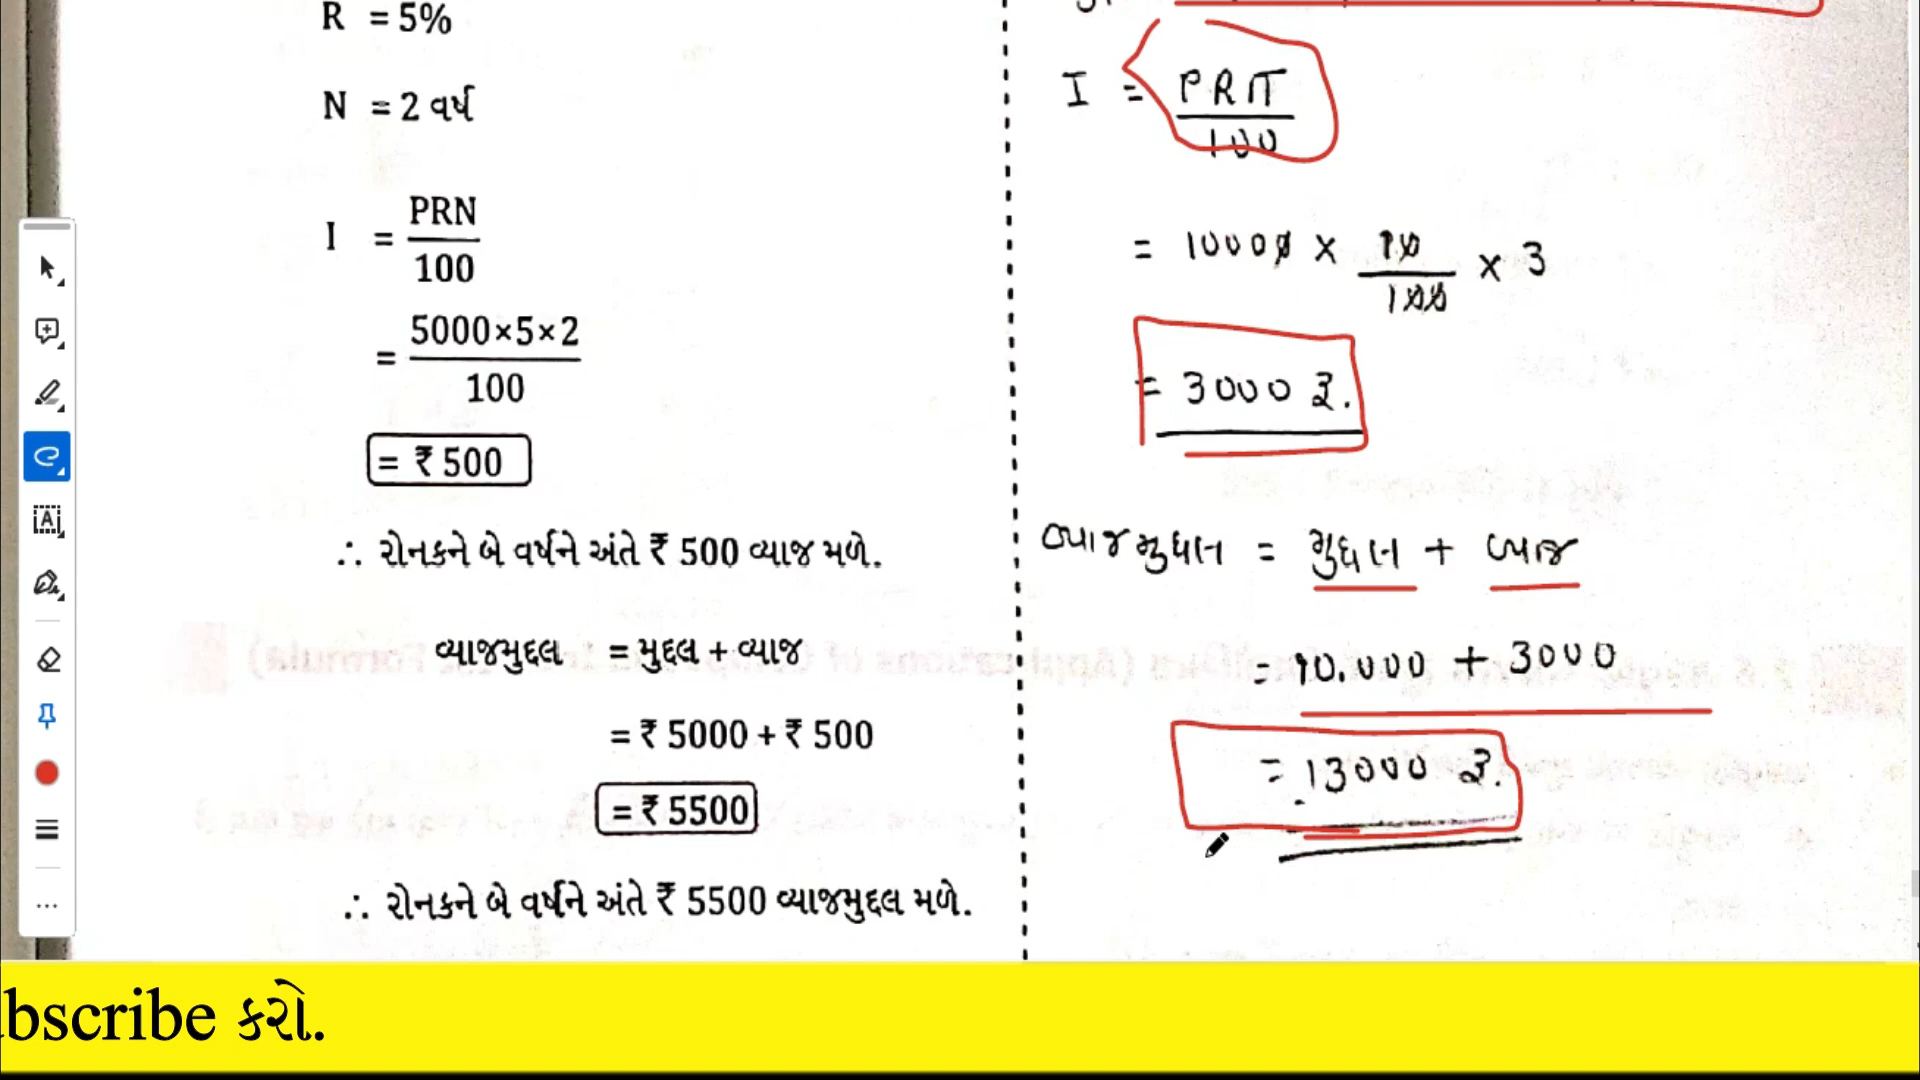 R = 5%
N = 2 વર્ષ
I = PRN
100
= 5000×5×2
100
= ₹ 500
∴ રોનકને બે વર્ષને અંતે ₹ 500 વ્યાજ મળે.
વ્યાજમુદ્દલ = મુદ્દલ + વ્યાજ
= ₹ 5000 + ₹ 500
= ₹ 5500
∴ રોનકને બે વર્ષને અંતે ₹ 5500 વ્યાજમુદ્દલ મળે.
I =
100
= 10000 × 10 × 3
100
= 3000 રૂ.
વ્યાજમુદ્દલ = મુદ્દલ + વ્યાજ
= 10,000 + 3000
= 13000 રૂ.
bscribe કરો.